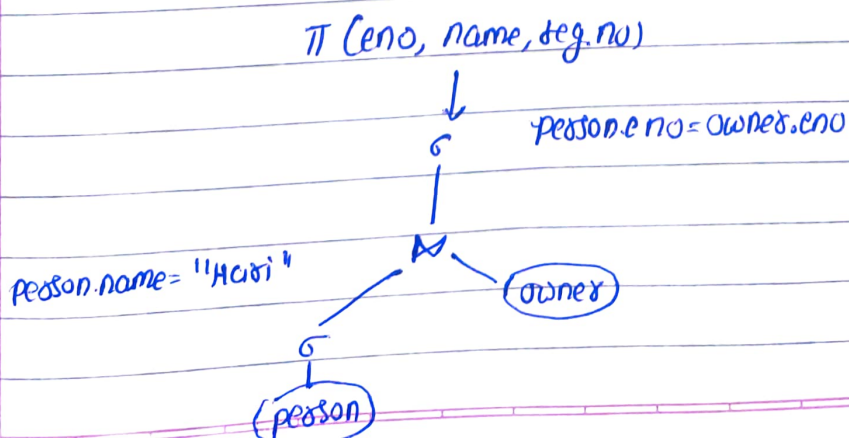 π (eno, name, reg.no)
person.eno = owner.eno
σ
⋈
person.name = "Hari"
owner
σ
person